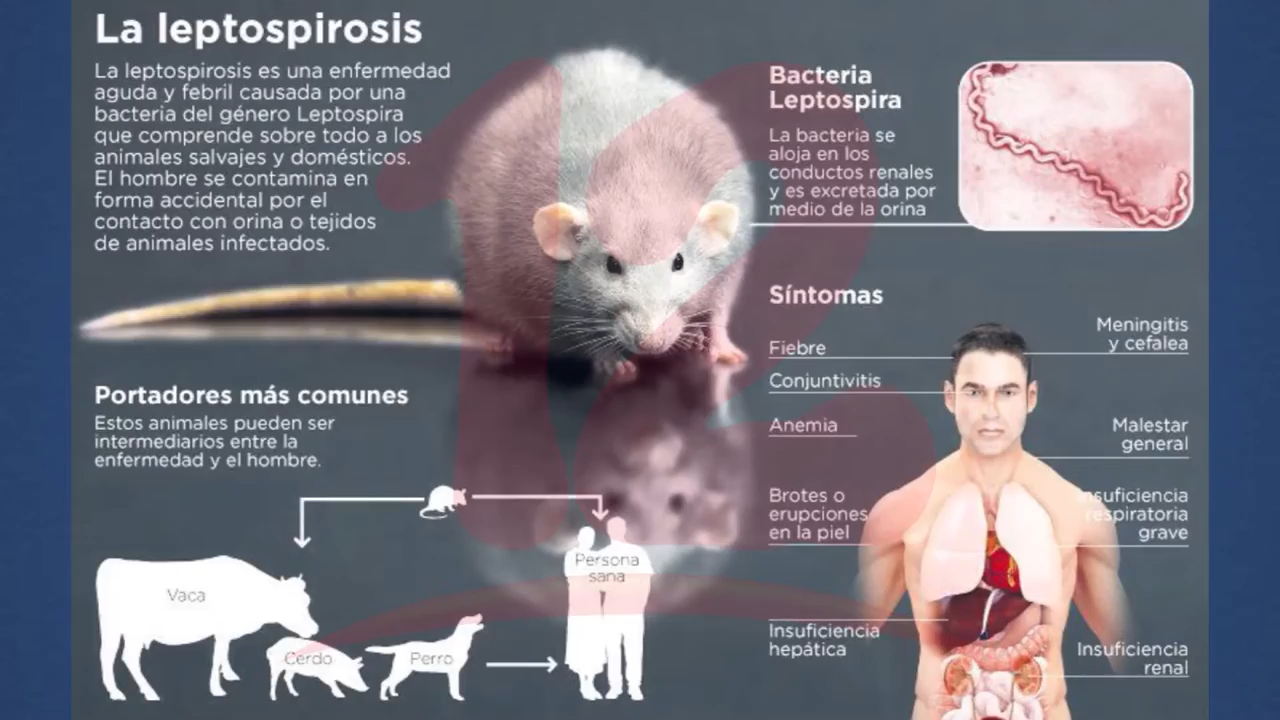 La leptospirosis
La leptospirosis es una enfermedad
aguda y febril causada por una
bacteria del género Leptospira
que comprende sobre todo a los
animales salvajes y domésticos.
El hombre se contamina en
forma accidental por el
contacto con orina o tejidos
de animales infectados.
Bacteria
Leptospira
La bacteria se
aloja en los
conductos renales
y es excretada por
medio de la orina
Portadores más comunes
Estos animales pueden ser
intermediarios entre la
enfermedad y el hombre.
Vaca
Cerdo
Perro
Persona
sana
Síntomas
Fiebre
Conjuntivitis
Anemia
Brotes o
erupciones
en la piel
Insuficiencia
hepática
Meningitis
y cefalea
Malestar
general
Insuficiencia
respiratoria
grave
Insuficiencia
renal
12